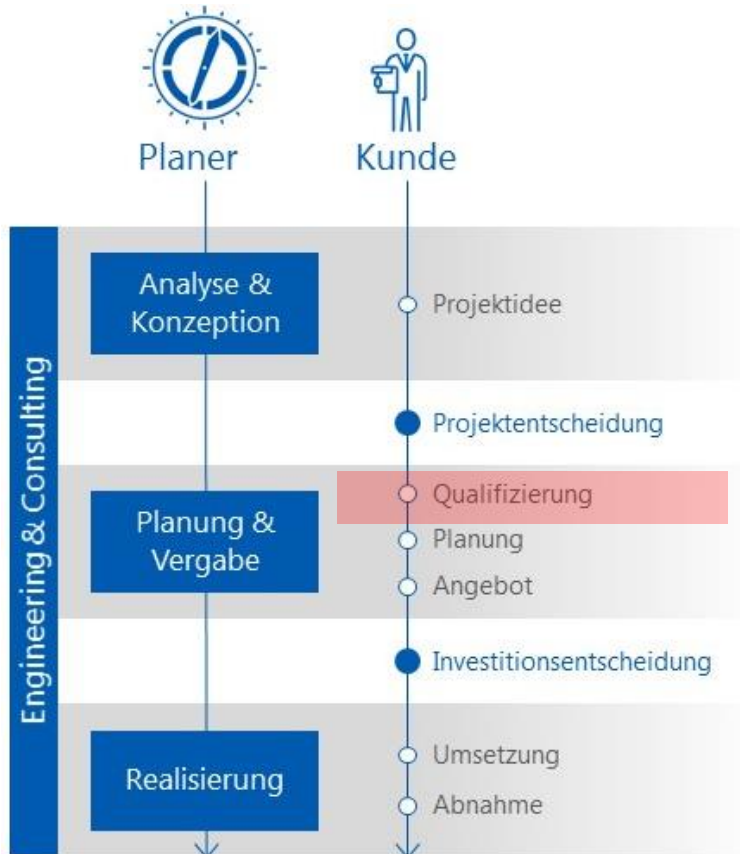 Planer
Kunde
Engineering & Consulting
Analyse &
Konzeption
Projektidee
Projektentscheidung
Planung &
Vergabe
Qualifizierung
Planung
Angebot
Investitionsentscheidung
Realisierung
Umsetzung
Abnahme